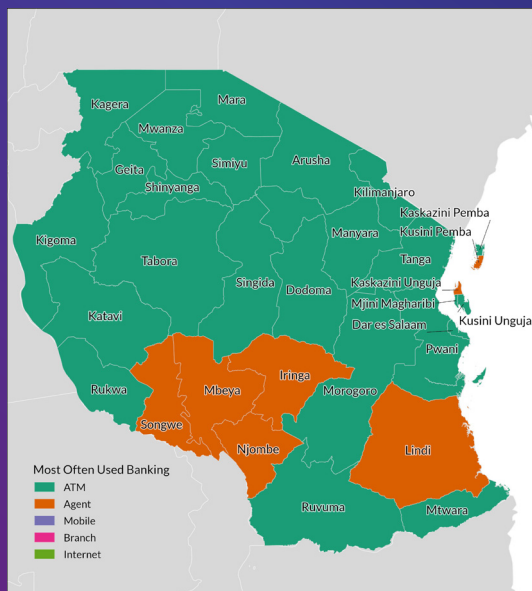 Kagera
Mara
Mwanza
Geita
Simiyu
Arusha
Shinyanga
Kilimanjaro
Kaskazini Pemba
Kusini Pemba
Kigoma
Manyara
Tabora
Tanga
Singida
Dodoma
Kaskazini Unguja
Mjini Magharibi
Katavi
Dar es Salaam
Kusini Unguja
Pwani
Rukwa
Mbeya
Iringa
Morogoro
Songwe
Njombe
Lindi
Ruvuma
Mtwara
Most Often Used Banking
ATM
Agent
Mobile
Branch
Internet